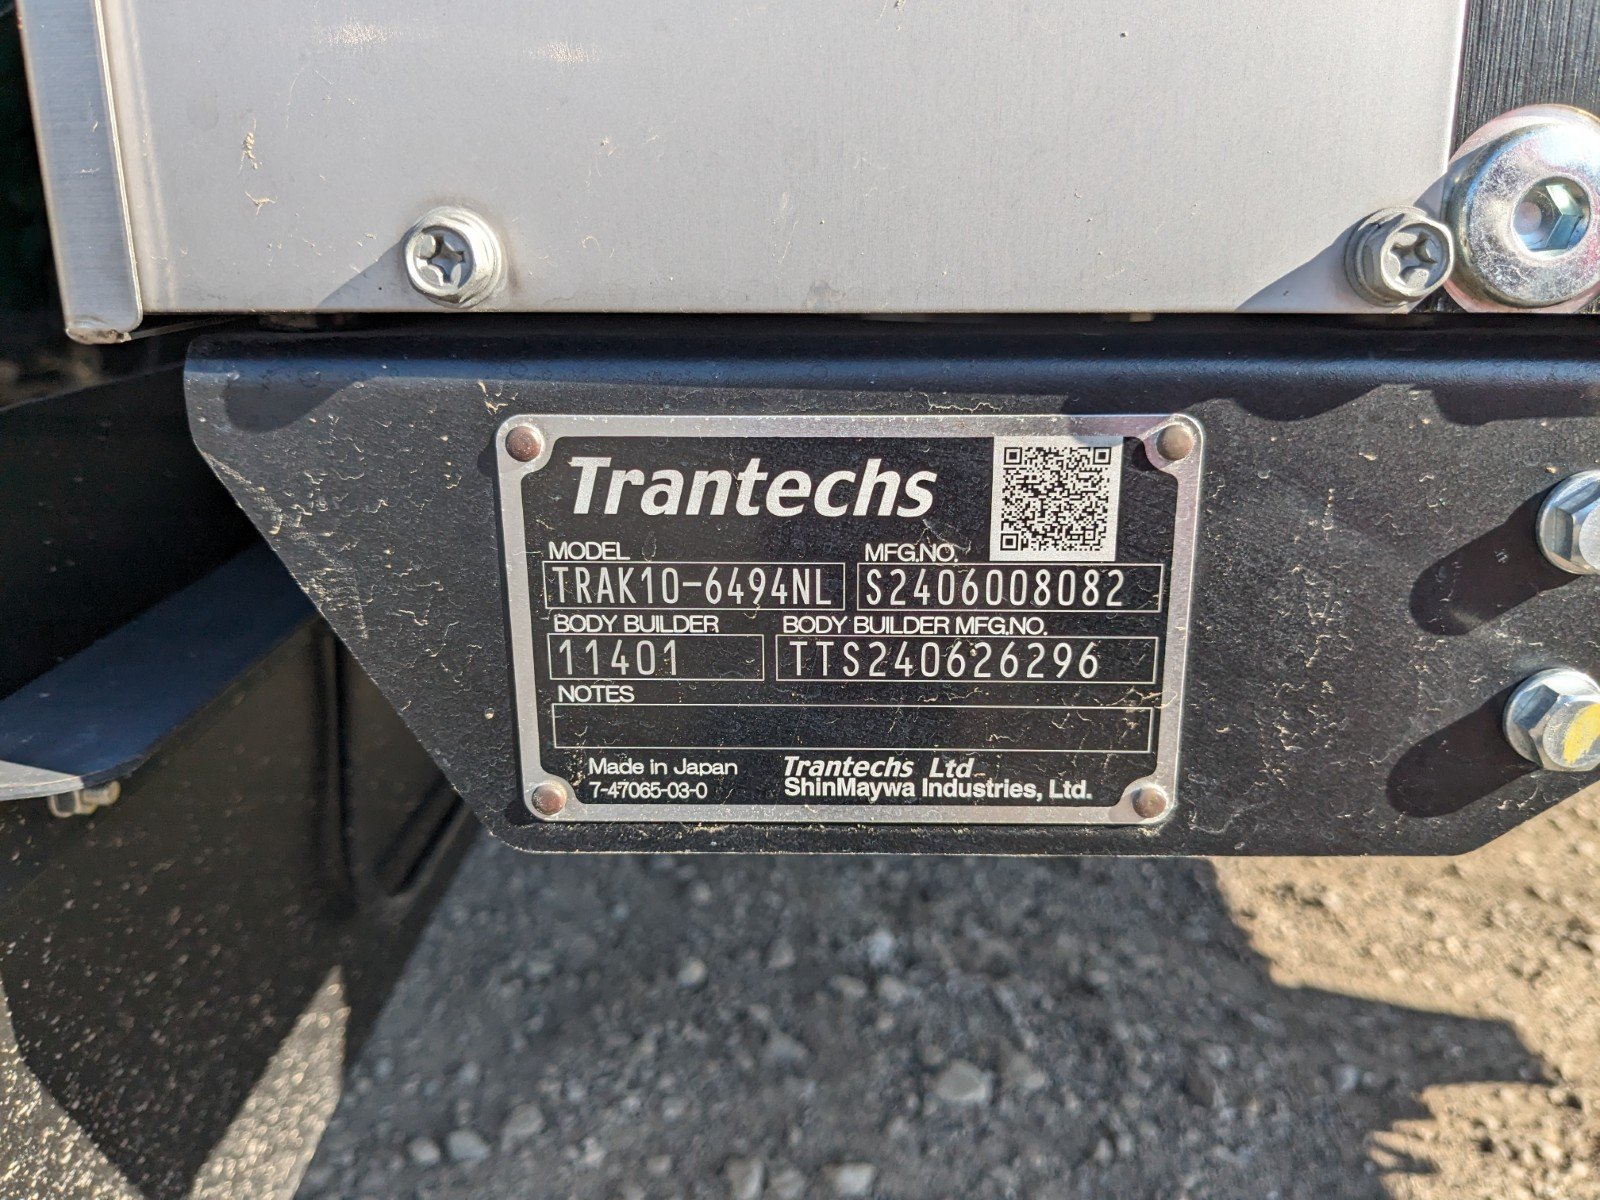 Trantechs
MODEL MFG.NO.
TRAK10-6494NL S2406008082
BODY BUILDER BODY BUILDER MFG.NO.
11401 TTS240626296
NOTES
Made in Japan Trantechs Ltd
7-47065-03-0 ShinMaywa Industries, Ltd.